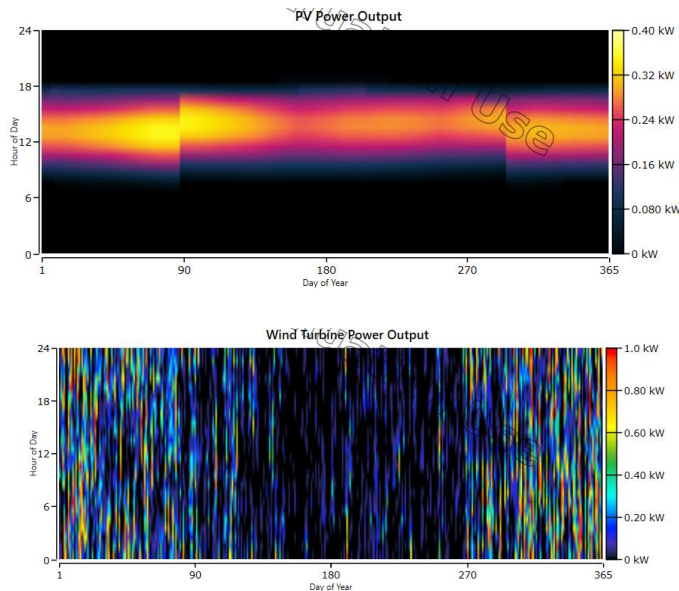 PV Power Output
24
18
12
6
0
Hour of Day
1 90 180 270 365
Day of Year
0.40 kW
0.32 kW
0.24 kW
0.16 kW
0.080 kW
0 kW
Use
Wind Turbine Power Output
24
18
12
6
0
Hour of Day
1 90 180 270 365
Day of Year
1.0 kW
0.80 kW
0.60 kW
0.40 kW
0.20 kW
0 kW